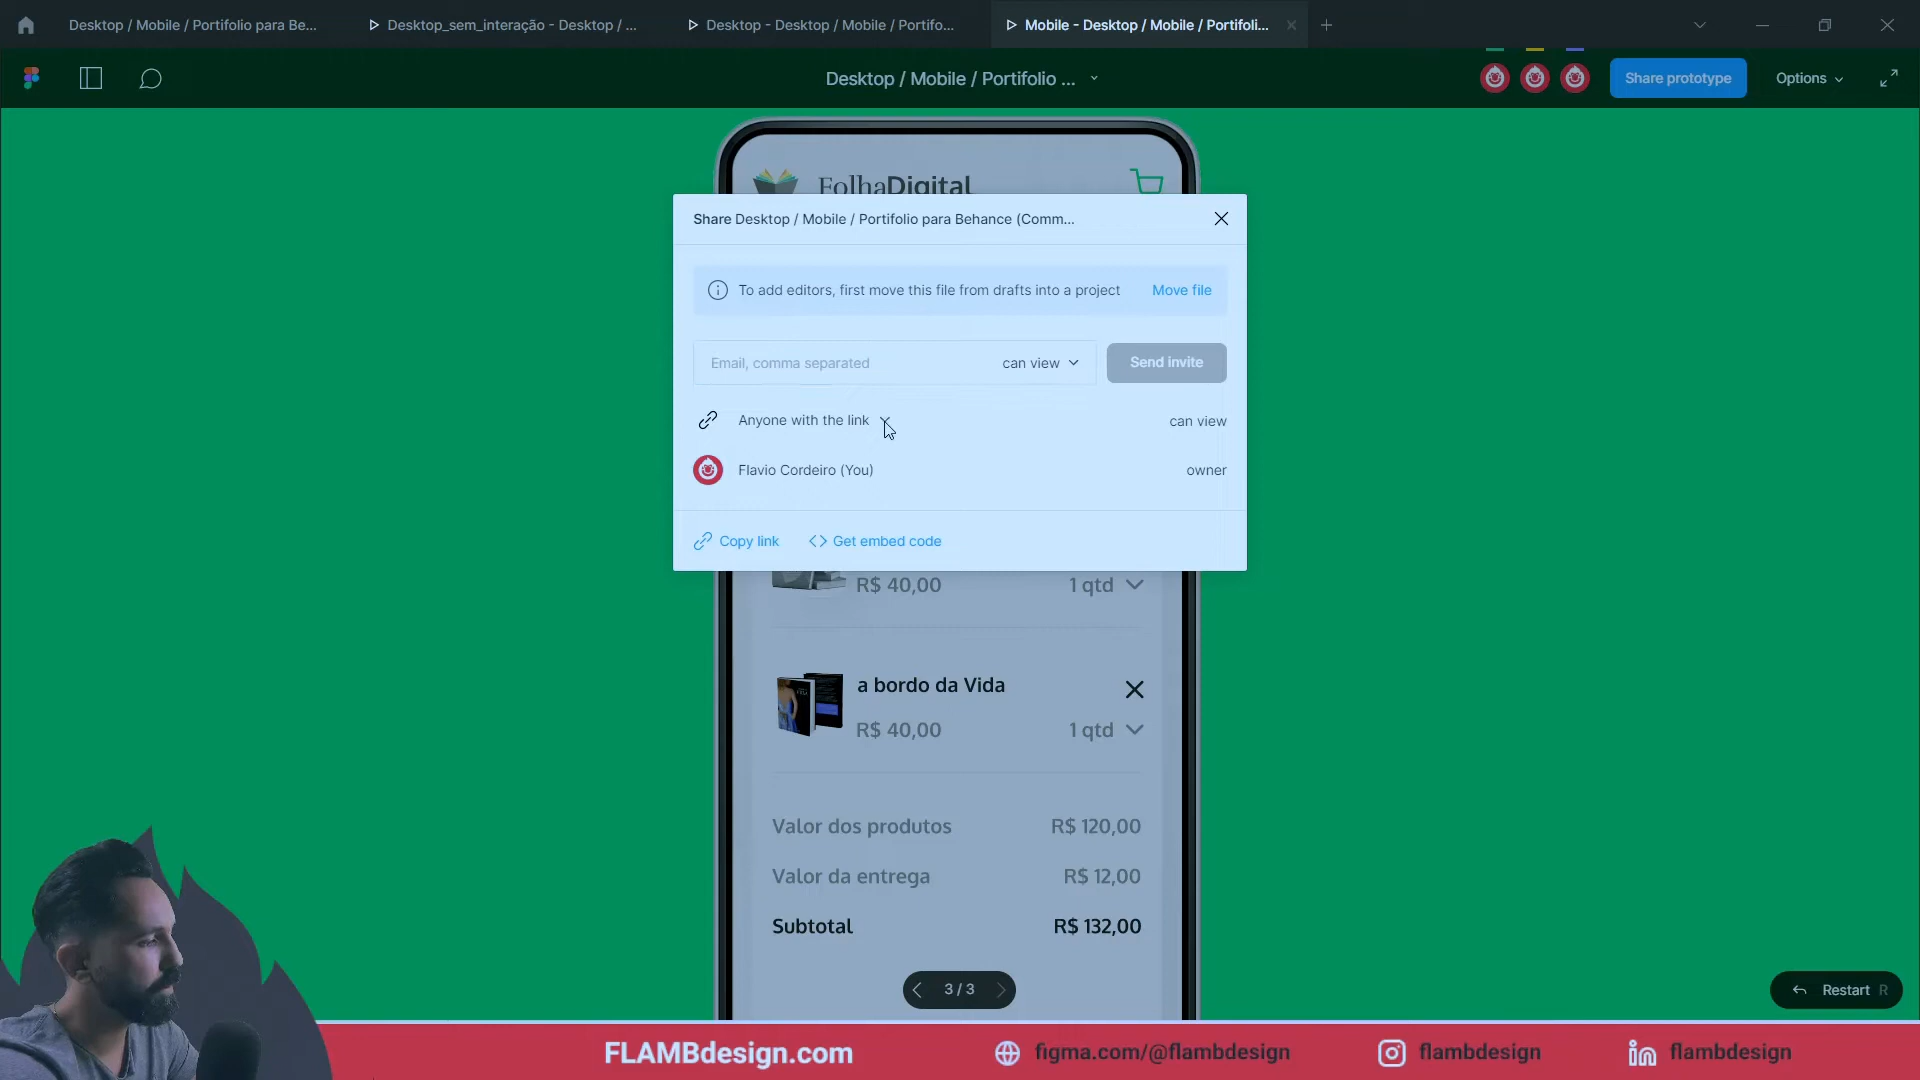 Desktop / Mobile / Portifolio para Be...
Desktop_sem_interação - Desktop / ...
Desktop - Desktop / Mobile / Portifo...
Mobile - Desktop / Mobile / Portifoli...
Desktop / Mobile / Portifolio ...
Share prototype
Options
FolhaDigital
Share Desktop / Mobile / Portifolio para Behance (Comm...
To add editors, first move this file from drafts into a project
Move file
Email, comma separated
can view
Send invite
Anyone with the link
can view
Flavio Cordeiro (You)
owner
Copy link
Get embed code
R$ 40,00
1 qtd
a bordo da Vida
R$ 40,00
1 qtd
Valor dos produtos
R$ 120,00
Valor da entrega
R$ 12,00
Subtotal
R$ 132,00
3 / 3
Restart R
FLAMBdesign.com
figma.com/@flambdesign
flambdesign
flambdesign